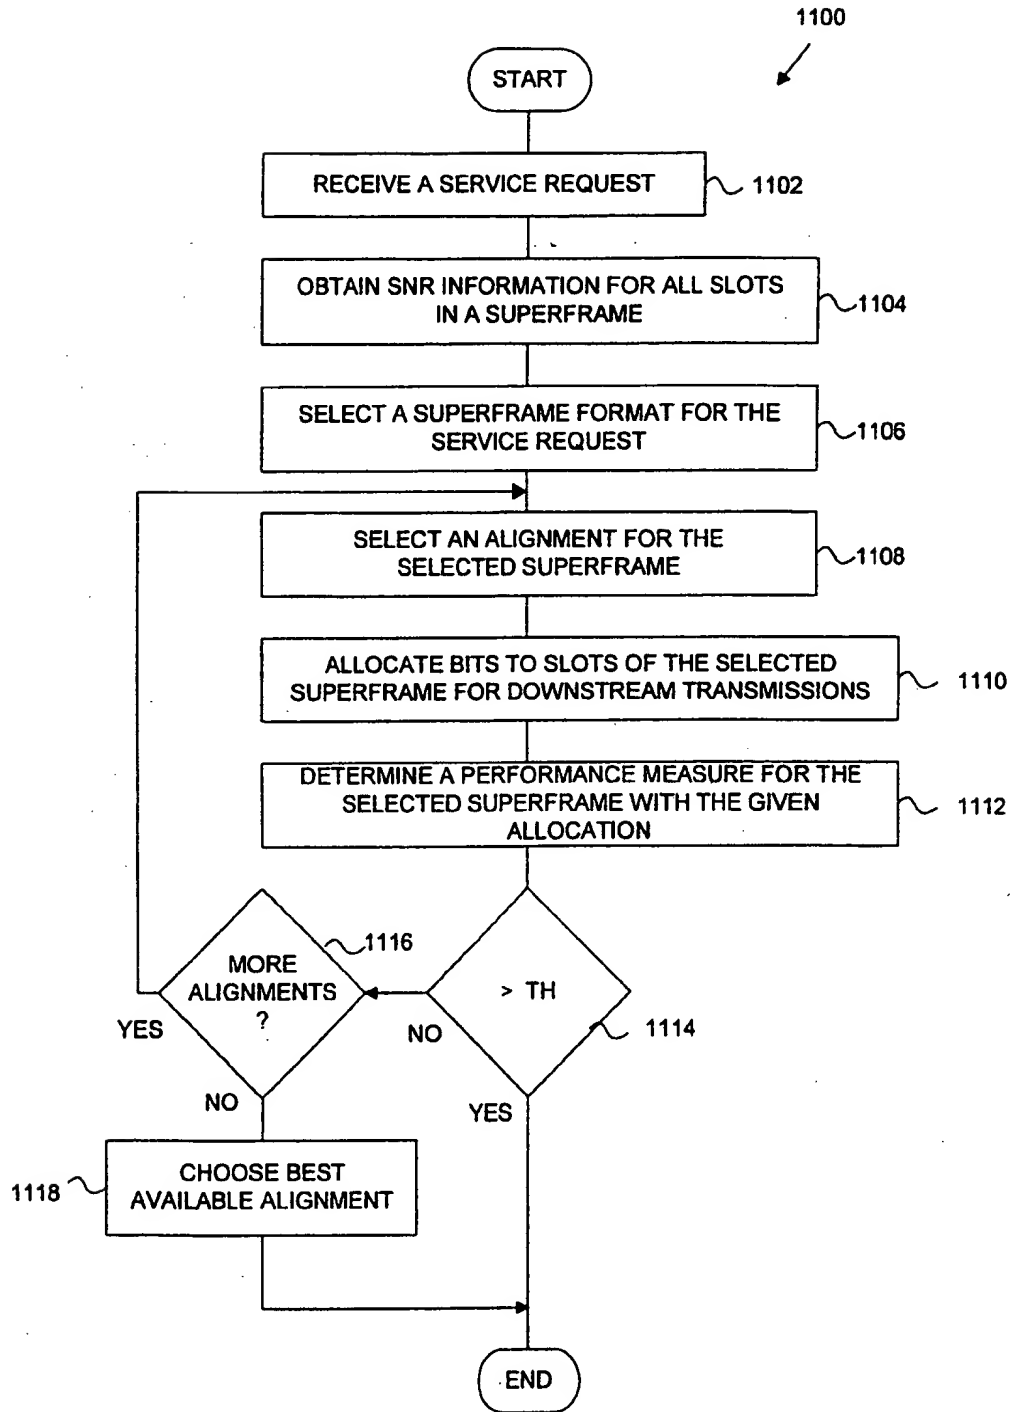 1100
START
RECEIVE A SERVICE REQUEST
1102
OBTAIN SNR INFORMATION FOR ALL SLOTS
IN A SUPERFRAME
1104
SELECT A SUPERFRAME FORMAT FOR THE
SERVICE REQUEST
1106
SELECT AN ALIGNMENT FOR THE
SELECTED SUPERFRAME
1108
ALLOCATE BITS TO SLOTS OF THE SELECTED
SUPERFRAME FOR DOWNSTREAM TRANSMISSIONS
1110
DETERMINE A PERFORMANCE MEASURE FOR THE
SELECTED SUPERFRAME WITH THE GIVEN
ALLOCATION
1112
1116
MORE
ALIGNMENTS
?
> TH
1114
YES
NO
NO
YES
CHOOSE BEST
AVAILABLE ALIGNMENT
1118
END